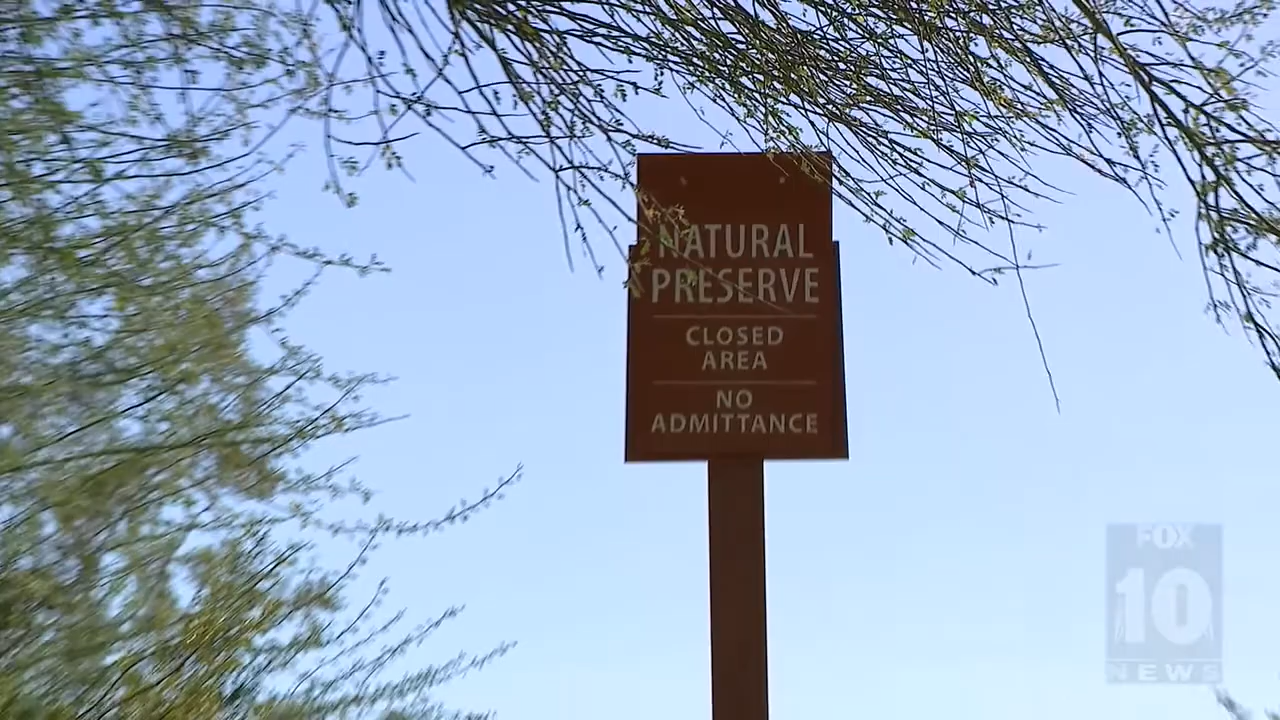 NATURAL
PRESERVE
CLOSED
AREA
NO
ADMITTANCE
FOX
10
NEWS